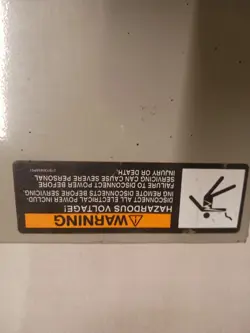 ⚠WARNING
HAZARDOUS VOLTAGE!
DISCONNECT ALL ELECTRICAL POWER INCLUD-
ING REMOTE DISCONNECTS BEFORE SERVICING.
FAILURE TO DISCONNECT POWER BEFORE
SERVICING CAN CAUSE SEVERE PERSONAL
INJURY OR DEATH.